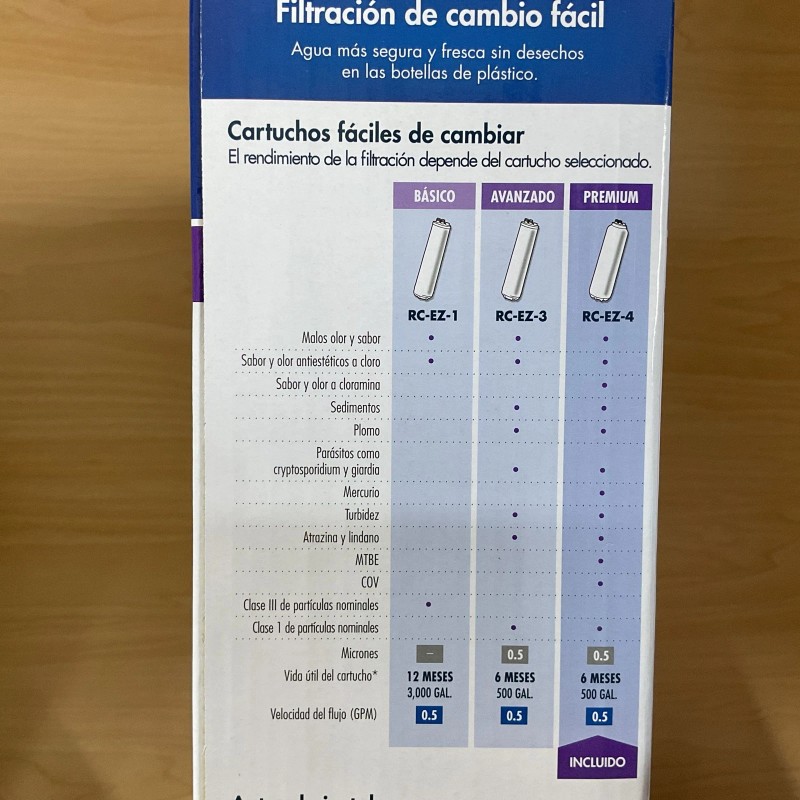 Filtración de cambio fácil
Agua más segura y fresca sin desechos
en las botellas de plástico.
Cartuchos fáciles de cambiar
El rendimiento de la filtración depende del cartucho seleccionado.
BÁSICO AVANZADO PREMIUM
RC-EZ-1 RC-EZ-3 RC-EZ-4
Malos olor y sabor • • •
Sabor y olor antiestéticos a cloro • • •
Sabor y olor a cloramina •
Sedimentos • •
Plomo • •
Parásitos como
cryptosporidium y giardia • •
Mercurio •
Turbidez • •
Atrazina y lindano • •
MTBE •
COV •
Clase III de partículas nominales •
Clase 1 de partículas nominales • •
Micrones – 0.5 0.5
Vida útil del cartucho* 12 MESES 6 MESES 6 MESES
3,000 GAL. 500 GAL. 500 GAL.
Velocidad del flujo (GPM) 0.5 0.5 0.5
INCLUIDO